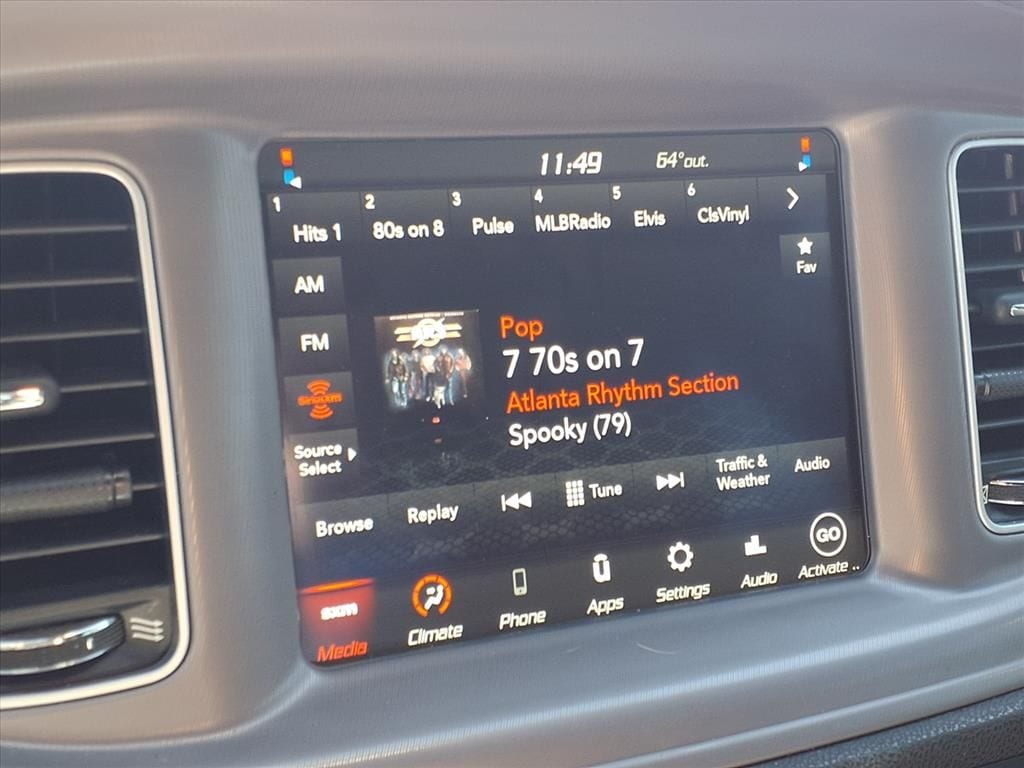 11:49 64°out.
1 2 3 4 5 6
Hits 1 80s on 8 Pulse MLBRadio Elvis ClsVinyl
Fav
AM
FM
SiriusXM
Source
Select
Pop
7 70s on 7
Atlanta Rhythm Section
Spooky (79)
Browse Replay Tune Traffic &
Weather Audio
SXM
Media Climate Phone Apps Settings Audio GO
Activate ..